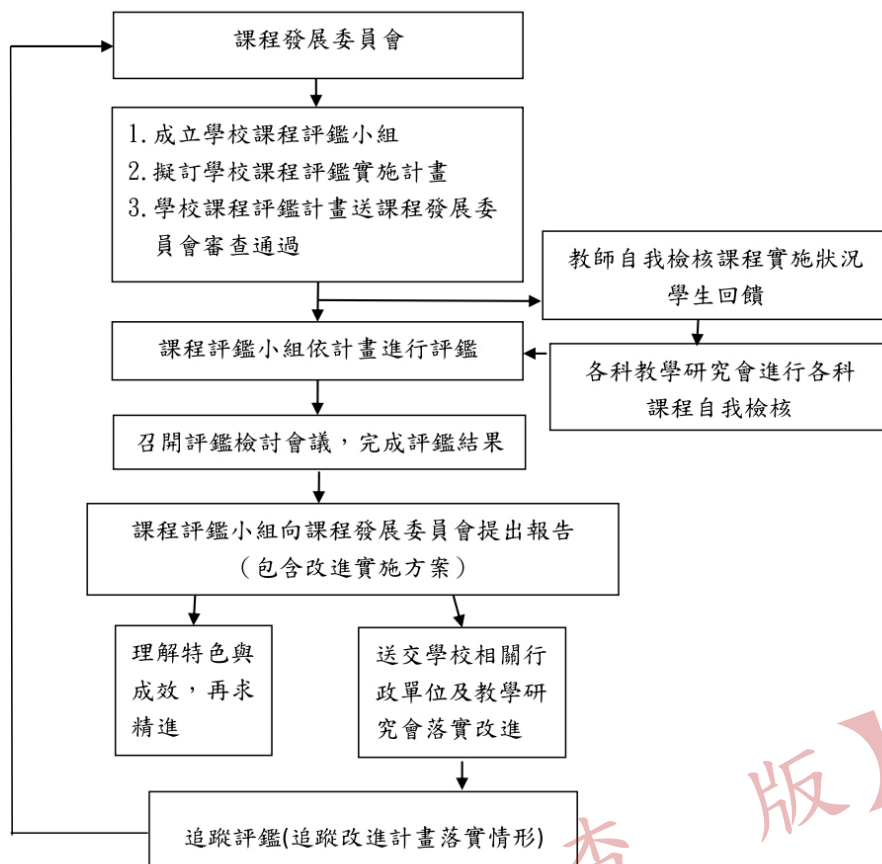 課程發展委員會
1.成立學校課程評鑑小組
2.擬訂學校課程評鑑實施計畫
3.學校課程評鑑計畫送課程發展委
員會審查通過
教師自我檢核課程實施狀況
學生回饋
課程評鑑小組依計畫進行評鑑
各科教學研究會進行各科
課程自我檢核
召開評鑑檢討會議，完成評鑑結果
課程評鑑小組向課程發展委員會提出報告
（包含改進實施方案）
理解特色與
成效，再求
精進
送交學校相關行
政單位及教學研
究會落實改進
追蹤評鑑(追蹤改進計畫落實情形)
版】